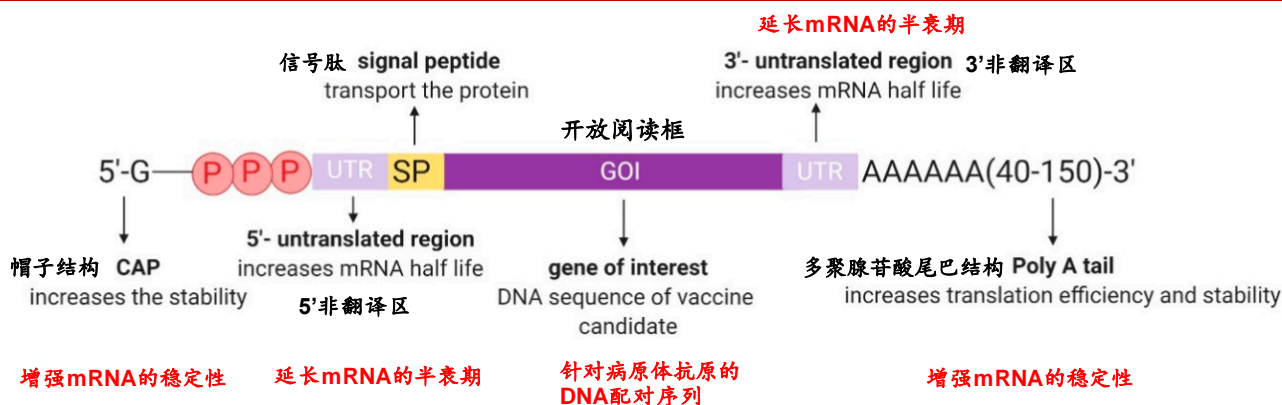 延长mRNA的半衰期
信号肽 signal peptide
transport the protein
3'- untranslated region 3’非翻译区
increases mRNA half life
开放阅读框
5'-G P P P UTR SP GOI UTR AAAAAA(40-150)-3'
5'- untranslated region
increases mRNA half life
5’非翻译区
帽子结构 CAP
increases the stability
gene of interest
DNA sequence of vaccine
candidate
多聚腺苷酸尾巴结构 Poly A tail
increases translation efficiency and stability
增强mRNA的稳定性
延长mRNA的半衰期
针对病原体抗原的
DNA配对序列
增强mRNA的稳定性